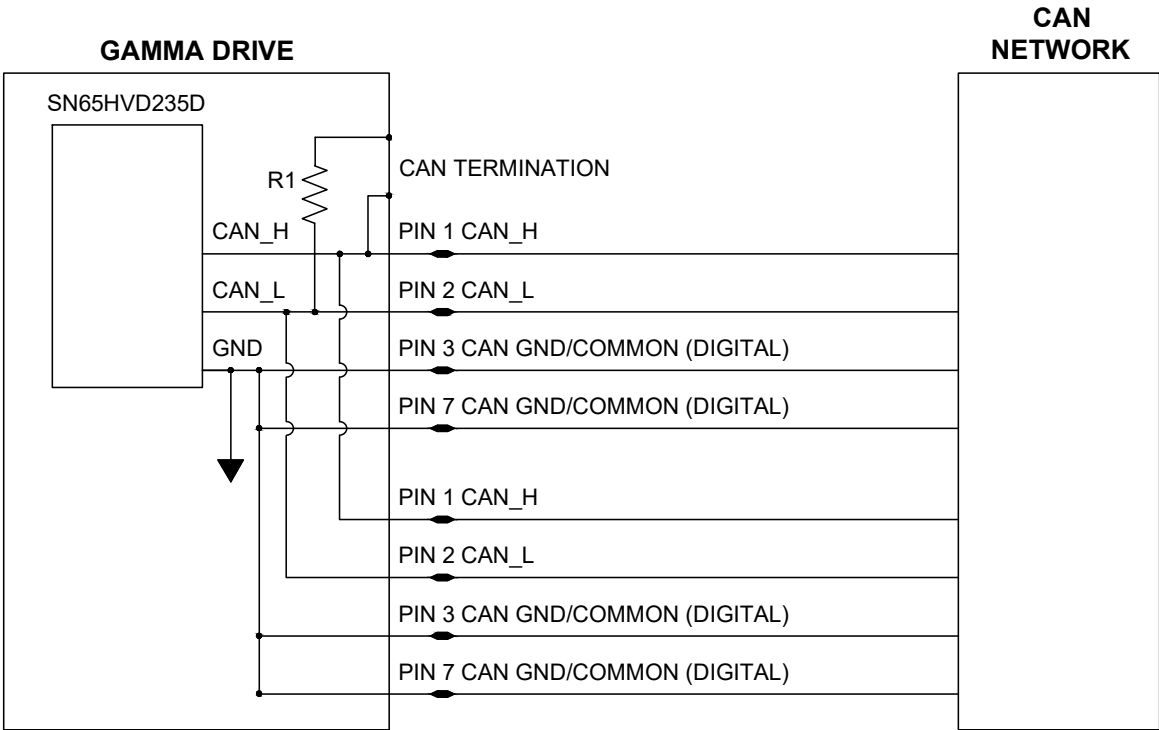 CAN
NETWORK
GAMMA DRIVE
SN65HVD235D
CAN TERMINATION
R1
CAN_H
PIN 1 CAN_H
CAN_L
PIN 2 CAN_L
GND
PIN 3 CAN GND/COMMON (DIGITAL)
PIN 7 CAN GND/COMMON (DIGITAL)
PIN 1 CAN_H
PIN 2 CAN_L
PIN 3 CAN GND/COMMON (DIGITAL)
PIN 7 CAN GND/COMMON (DIGITAL)